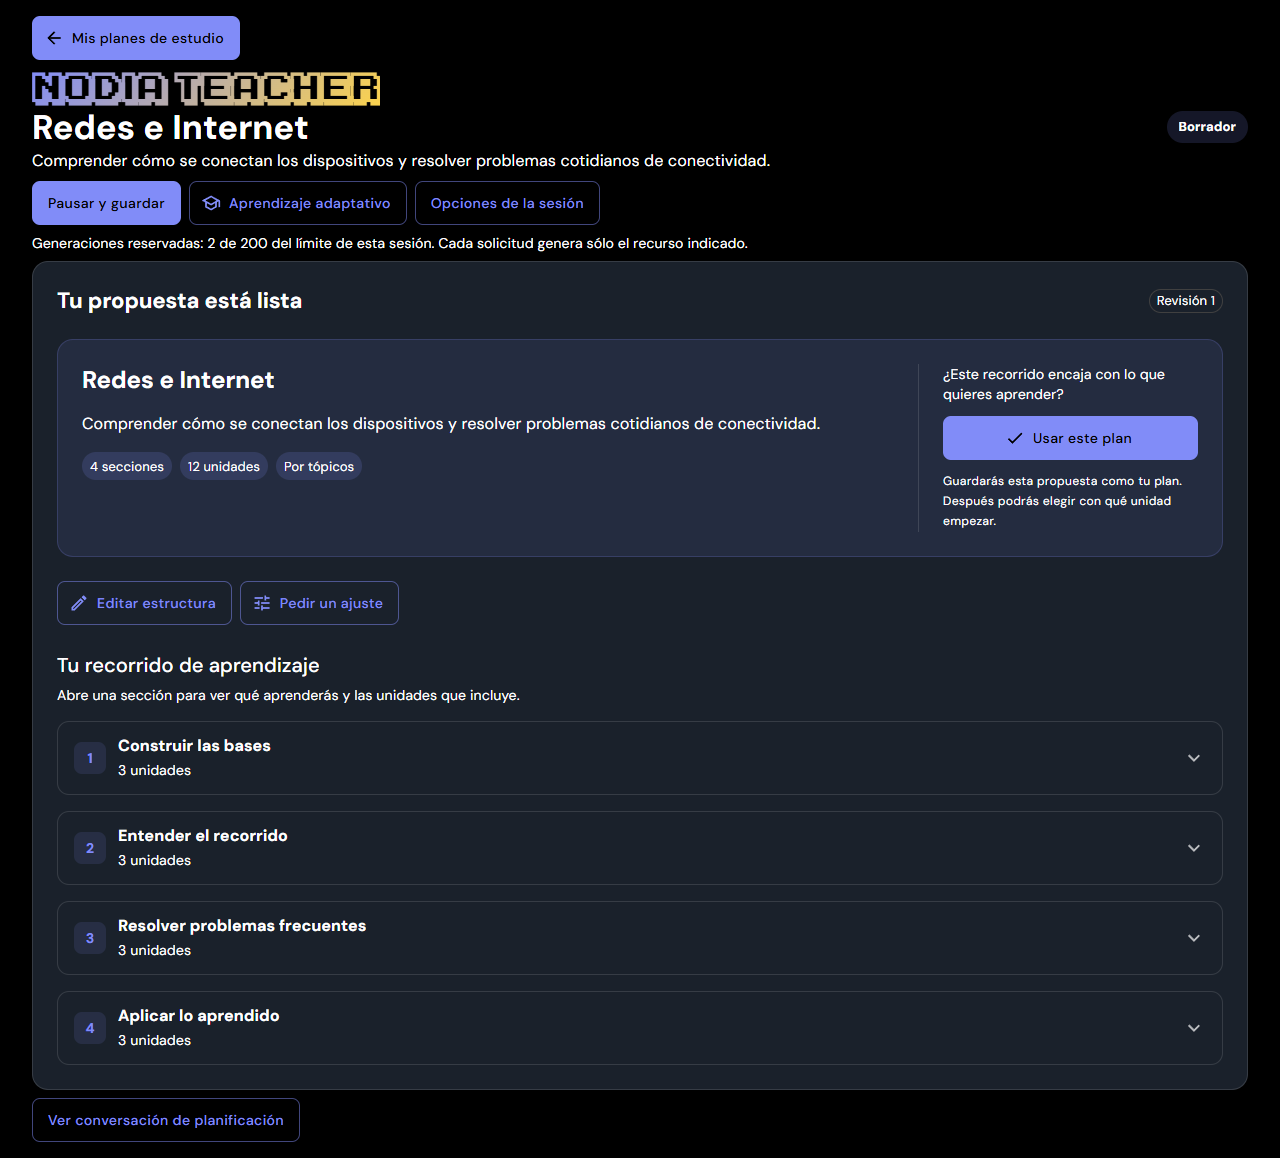 Mis planes de estudio
NODIA TEACHER
Redes e Internet
Borrador
Comprender cómo se conectan los dispositivos y resolver problemas cotidianos de conectividad.
Pausar y guardar
Aprendizaje adaptativo
Opciones de la sesión
Generaciones reservadas: 2 de 200 del límite de esta sesión. Cada solicitud genera sólo el recurso indicado.
Tu propuesta está lista
Revisión 1
Redes e Internet
Comprender cómo se conectan los dispositivos y resolver problemas cotidianos de conectividad.
4 secciones
12 unidades
Por tópicos
¿Este recorrido encaja con lo que
quieres aprender?
Usar este plan
Guardarás esta propuesta como tu plan.
Después podrás elegir con qué unidad
empezar.
Editar estructura
Pedir un ajuste
Tu recorrido de aprendizaje
Abre una sección para ver qué aprenderás y las unidades que incluye.
1
Construir las bases
3 unidades
2
Entender el recorrido
3 unidades
3
Resolver problemas frecuentes
3 unidades
4
Aplicar lo aprendido
3 unidades
Ver conversación de planificación